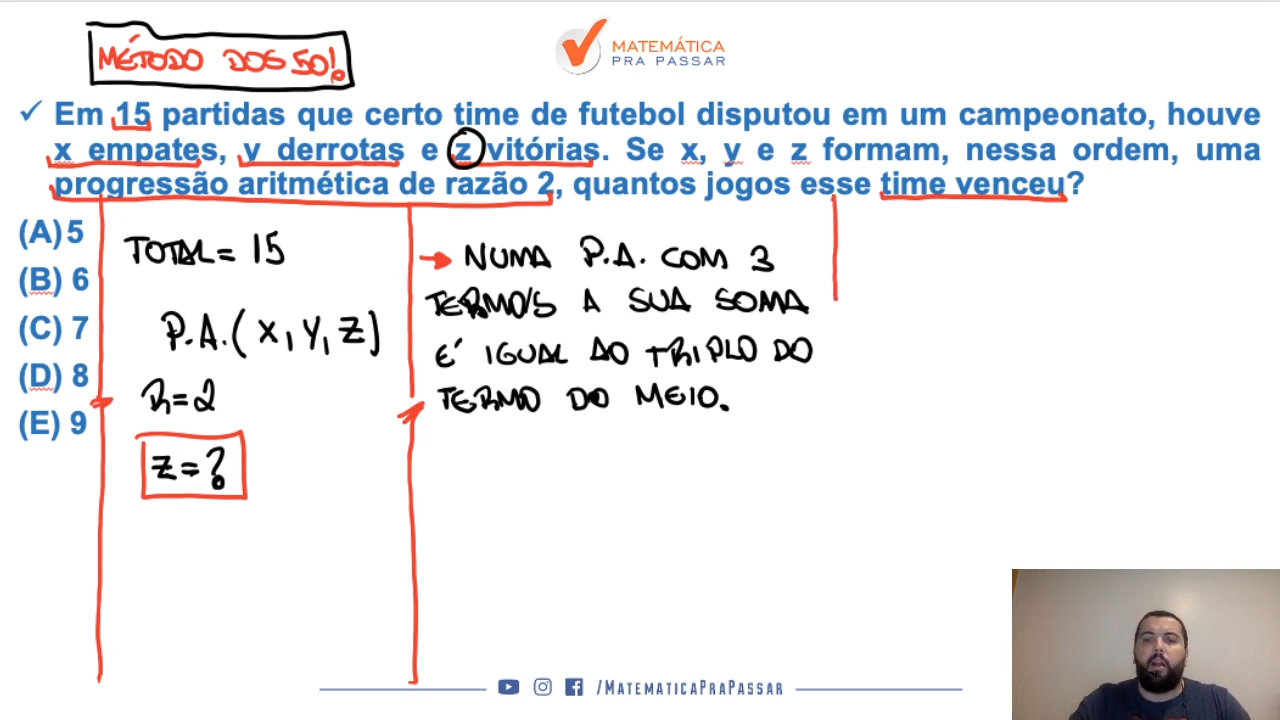 MÉTODO DOS 50!
MATEMÁTICA
PRA PASSAR
✓ Em 15 partidas que certo time de futebol disputou em um campeonato, houve
x empates, y derrotas e z vitórias. Se x, y e z formam, nessa ordem, uma
progressão aritmética de razão 2, quantos jogos esse time venceu?
(A) 5
(B) 6
(C) 7
(D) 8
(E) 9
TOTAL = 15
P.A.(X, Y, Z)
R=2
Z=?
→ NUMA P.A. COM 3
TERMOS A SUA SOMA
É IGUAL AO TRIPLO DO
TERMO DO MEIO.
/MATEMATICAPRAPASSAR